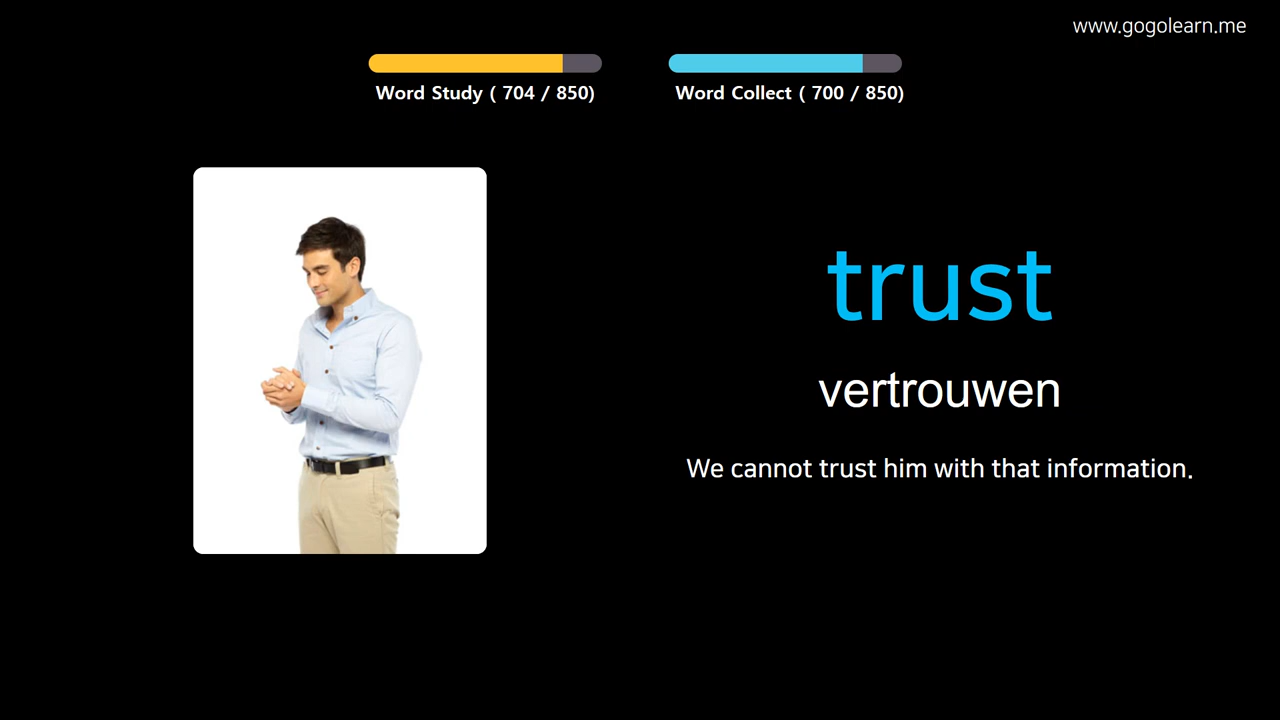 www.gogolearn.me
Word Study ( 704 / 850)
Word Collect ( 700 / 850)
trust
vertrouwen
We cannot trust him with that information.